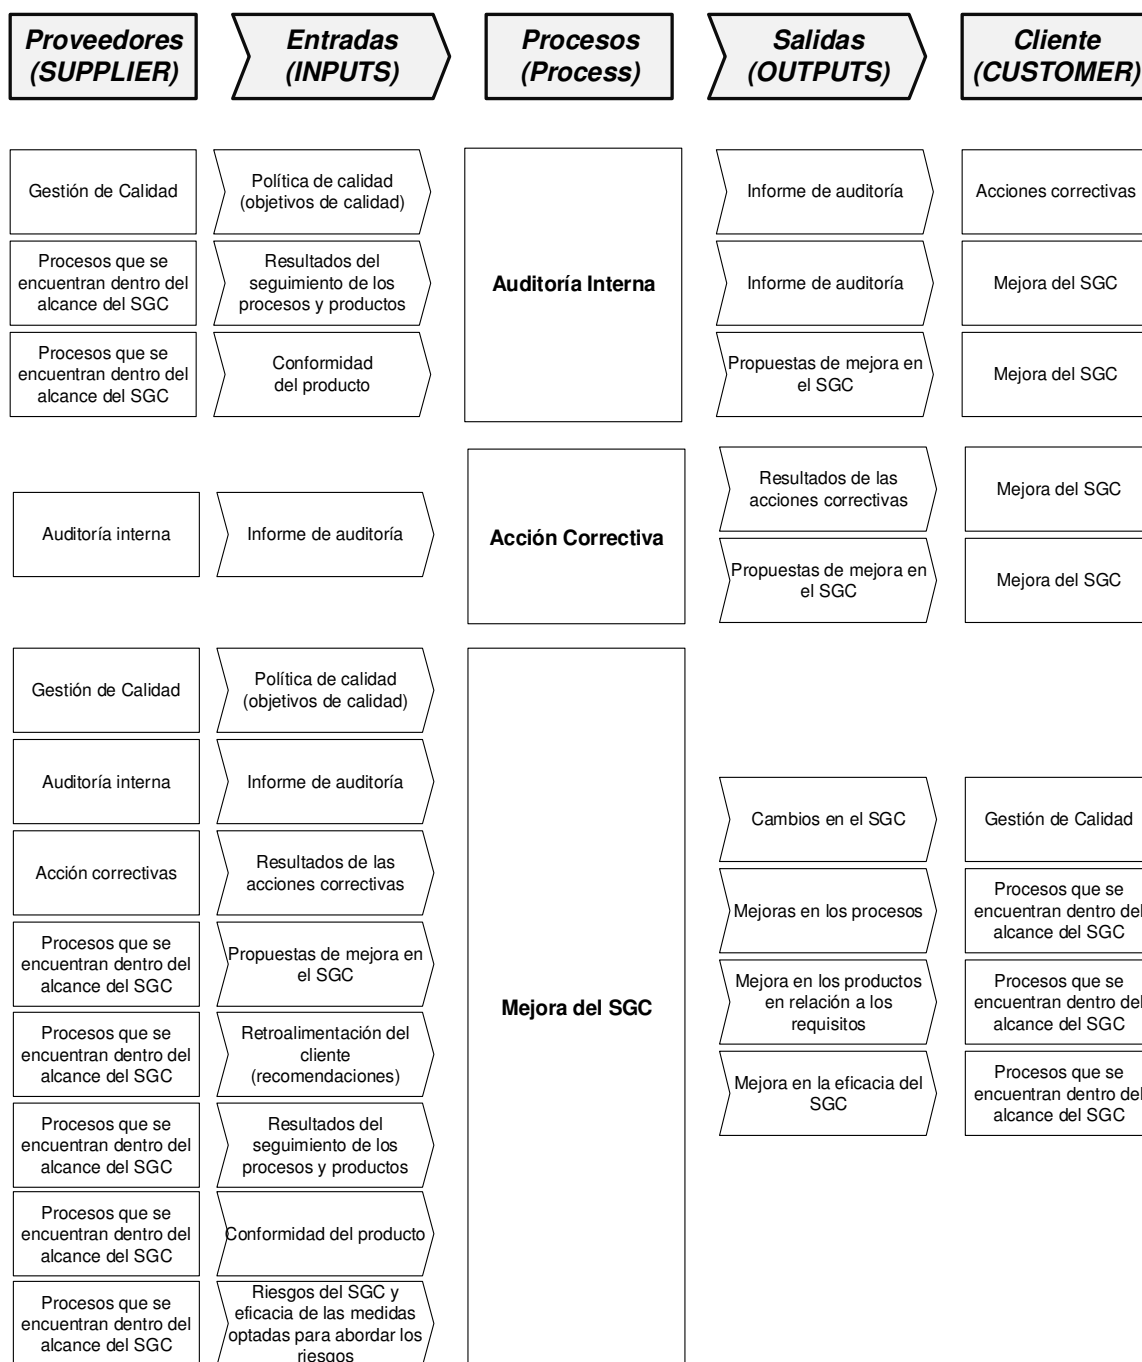 Proveedores
(SUPPLIER)
Entradas
(INPUTS)
Procesos
(Process)
Salidas
(OUTPUTS)
Cliente
(CUSTOMER)
Gestión de Calidad
Política de calidad
(objetivos de calidad)
Procesos que se
encuentran dentro del
alcance del SGC
Resultados del
seguimiento de los
procesos y productos
Procesos que se
encuentran dentro del
alcance del SGC
Conformidad
del producto
Auditoría Interna
Informe de auditoría
Acciones correctivas
Informe de auditoría
Mejora del SGC
Propuestas de mejora en
el SGC
Mejora del SGC
Auditoría interna
Informe de auditoría
Acción Correctiva
Resultados de las
acciones correctivas
Mejora del SGC
Propuestas de mejora en
el SGC
Mejora del SGC
Gestión de Calidad
Política de calidad
(objetivos de calidad)
Auditoría interna
Informe de auditoría
Acción correctivas
Resultados de las
acciones correctivas
Procesos que se
encuentran dentro del
alcance del SGC
Propuestas de mejora en
el SGC
Procesos que se
encuentran dentro del
alcance del SGC
Retroalimentación del
cliente
(recomendaciones)
Procesos que se
encuentran dentro del
alcance del SGC
Resultados del
seguimiento de los
procesos y productos
Procesos que se
encuentran dentro del
alcance del SGC
Conformidad del producto
Procesos que se
encuentran dentro del
alcance del SGC
Riesgos del SGC y
eficacia de las medidas
optadas para abordar los
riesgos
Mejora del SGC
Cambios en el SGC
Gestión de Calidad
Mejoras en los procesos
Procesos que se
encuentran dentro del
alcance del SGC
Mejora en los productos
en relación a los
requisitos
Procesos que se
encuentran dentro del
alcance del SGC
Mejora en la eficacia del
SGC
Procesos que se
encuentran dentro del
alcance del SGC